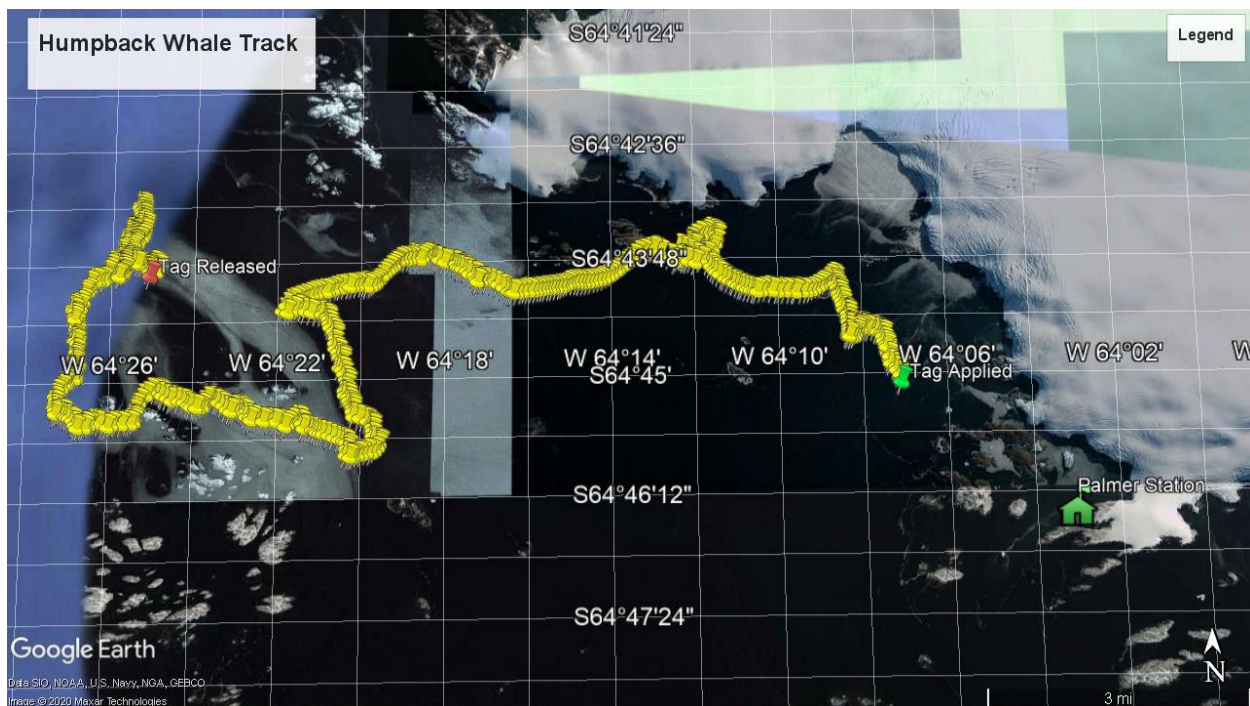 Humpback Whale Track
Legend
S64°41'24"
S64°42'36"
S64°43'48"
Tag Released
W 64°26'
W 64°22'
W 64°18'
W 64°14'
W 64°10'
W 64°06'
W 64°02'
W
S64°45'
Tag Applied
Palmer Station
S64°46'12"
S64°47'24"
Google Earth
N
Data SIO, NOAA, U.S. Navy, NGA, GEBCO
Image © 2020 Maxar Technologies
3 mi